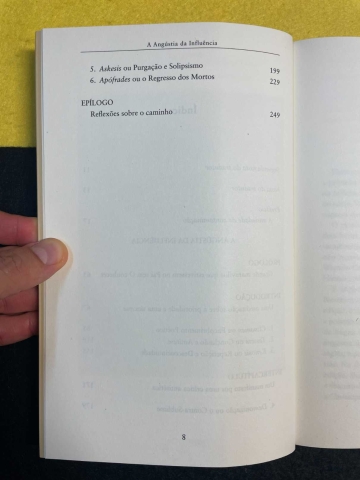 A Angústia da Influência
5. Askesis ou Purgação e Solipsismo 199
6. Apófrades ou o Regresso dos Mortos 229
EPÍLOGO
Reflexões sobre o caminho 249
8